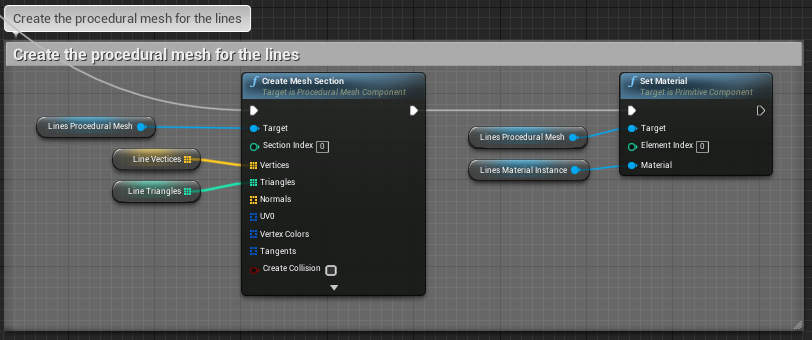 Create the procedural mesh for the lines
Create the procedural mesh for the lines
Create Mesh Section
Target is Procedural Mesh Component
Lines Procedural Mesh
Target
Section Index 0
Line Vectices
Vertices
Line Triangles
Triangles
Normals
UV0
Vertex Colors
Tangents
Create Collision
Set Material
Target is Primitive Component
Lines Procedural Mesh
Target
Element Index 0
Lines Material Instance
Material